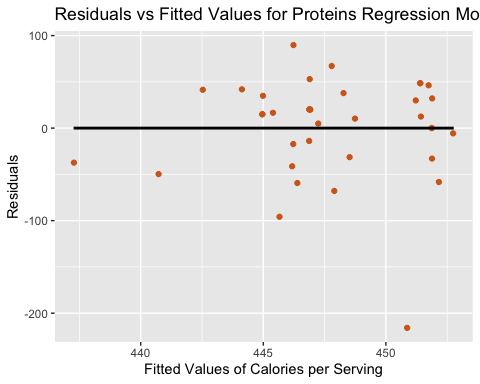 Residuals vs Fitted Values for Proteins Regression Mo
100
0
-100
-200
Residuals
440
445
450
Fitted Values of Calories per Serving